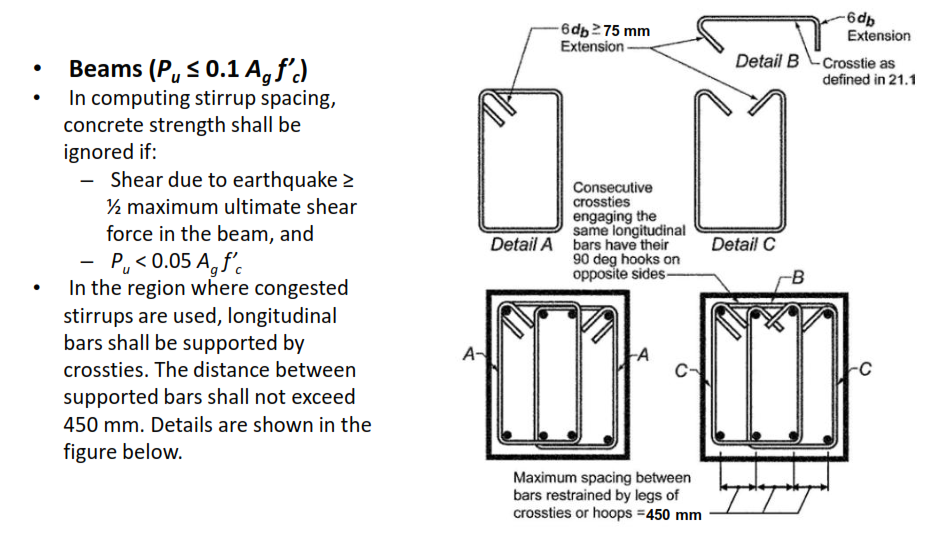 • Beams (Pu ≤ 0.1 Ag f′c)
• In computing stirrup spacing,
concrete strength shall be
ignored if:
– Shear due to earthquake ≥
½ maximum ultimate shear
force in the beam, and
– Pu < 0.05 Ag f′c
• In the region where congested
stirrups are used, longitudinal
bars shall be supported by
crossties. The distance between
supported bars shall not exceed
450 mm. Details are shown in the
figure below.
6db ≥ 75 mm
Extension
6db
Extension
Detail B
Crosstie as
defined in 21.1
Consecutive
crossties
engaging the
same longitudinal
bars have their
90 deg hooks on
opposite sides
Detail A
Detail C
B
A
A
C
C
Maximum spacing between
bars restrained by legs of
crossties or hoops =450 mm